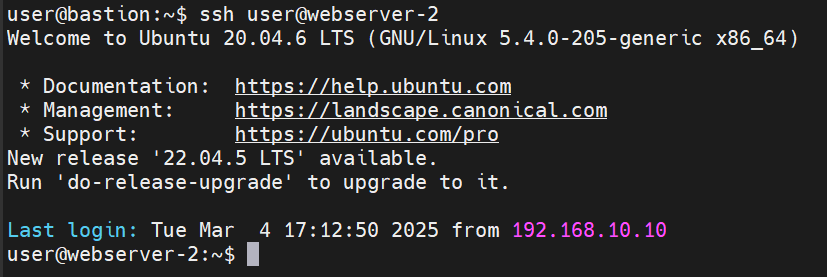 user@bastion:~$ ssh user@webserver-2
Welcome to Ubuntu 20.04.6 LTS (GNU/Linux 5.4.0-205-generic x86_64)

 * Documentation:  https://help.ubuntu.com
 * Management:     https://landscape.canonical.com
 * Support:        https://ubuntu.com/pro
New release '22.04.5 LTS' available.
Run 'do-release-upgrade' to upgrade to it.

Last login: Tue Mar  4 17:12:50 2025 from 192.168.10.10
user@webserver-2:~$